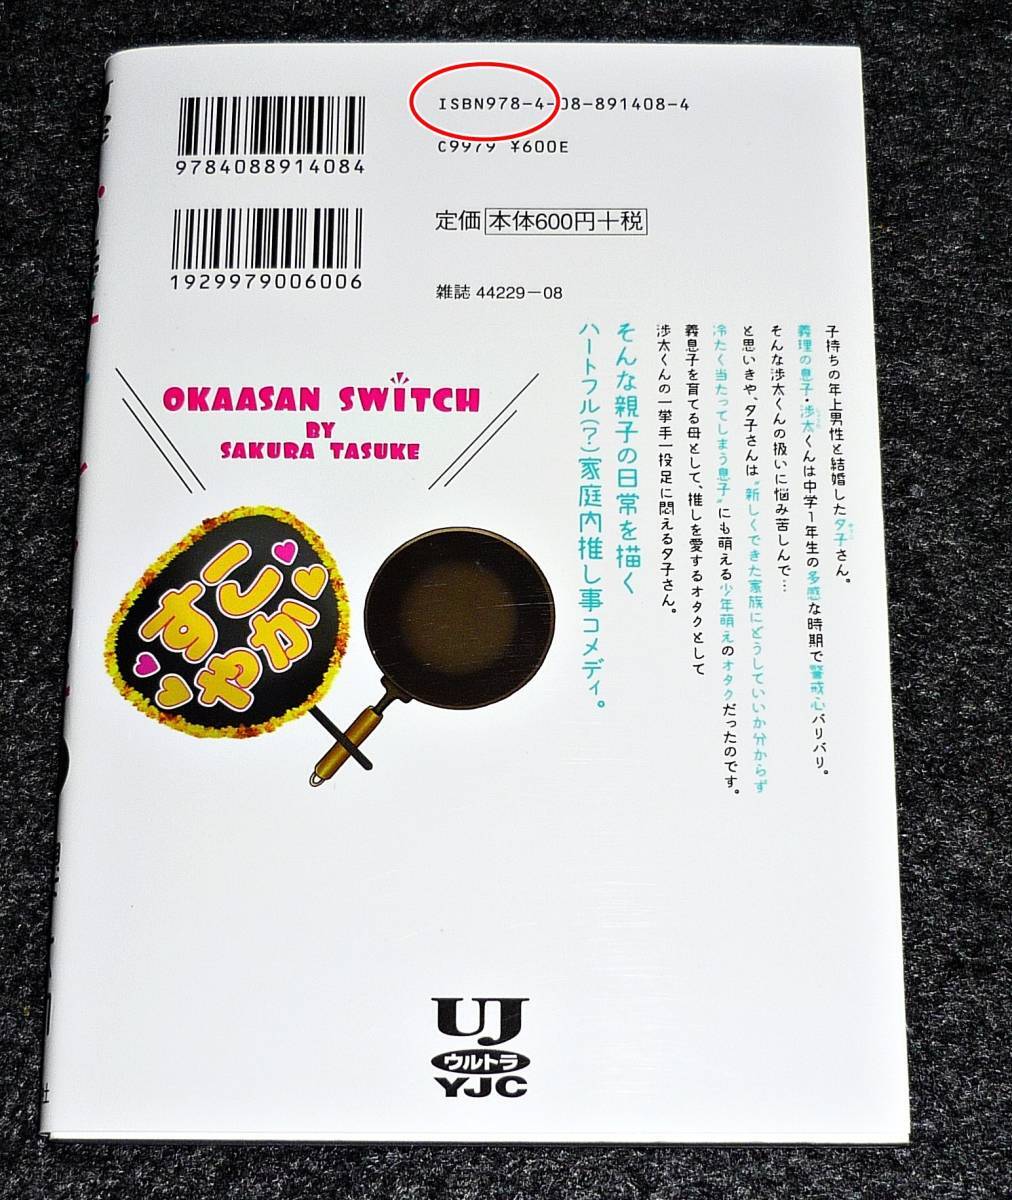 ISBN978-4-08-891408-4
C9979 ¥600E
9784088914084
定価 本体600円+税
1929979006006
雑誌 44229-08
子持ちの年上男性と結婚した夕子さん。
義理の息子・渉太くんは中学1年生の多感な時期で警戒心バリバリ。
そんな渉太くんの扱いに悩み苦しんで…
と思いきや、夕子さんは“新しくできた家族にどうしていいか分からず
冷たく当たってしまう息子”にも萌える少年萌えのオタクだったのです。
義息子を育てる母として、推しを愛するオタクとして
渉太くんの一挙手一投足に悶える夕子さん。
そんな親子の日常を描く
ハートフル(?)家庭内推し事コメディ。
OKAASAN SWITCH
BY
SAKURA TASUKE
すこ
やか
UJ
ウルトラ
YJC